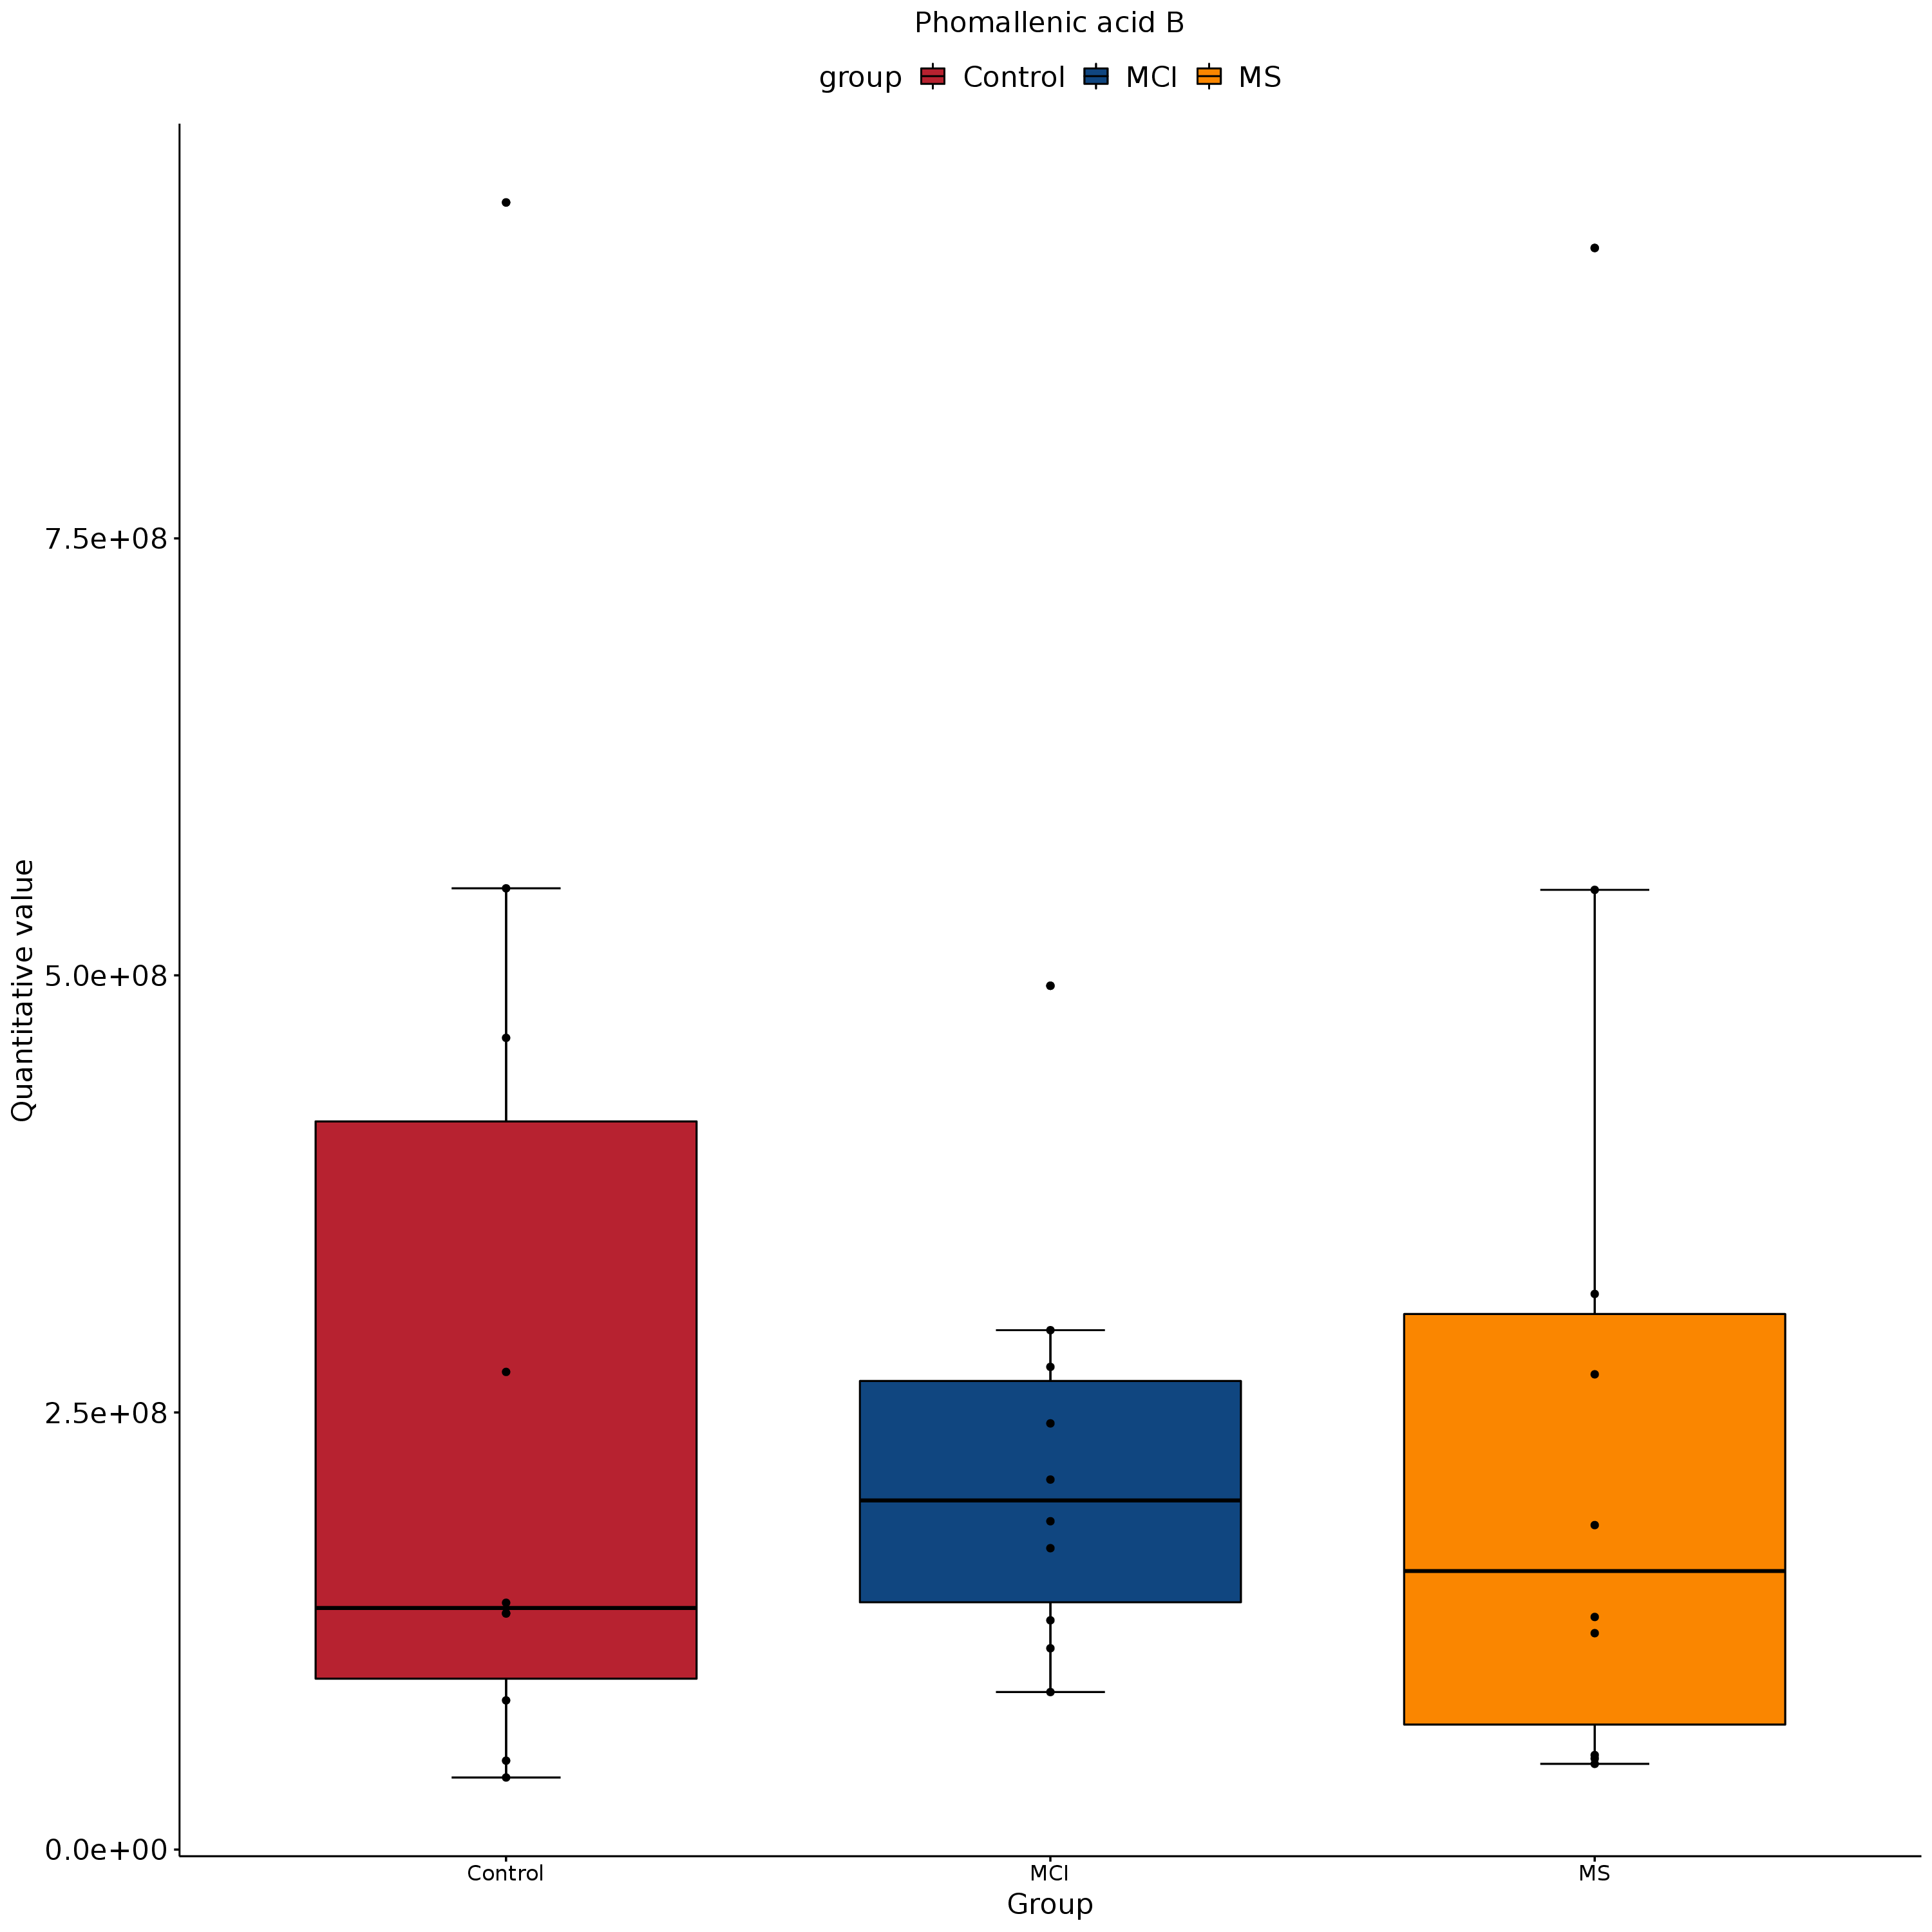 Phomallenic acid B
group Control MCI MS
Quantitative value
7.5e+08
5.0e+08
2.5e+08
0.0e+00
Control MCI MS
Group